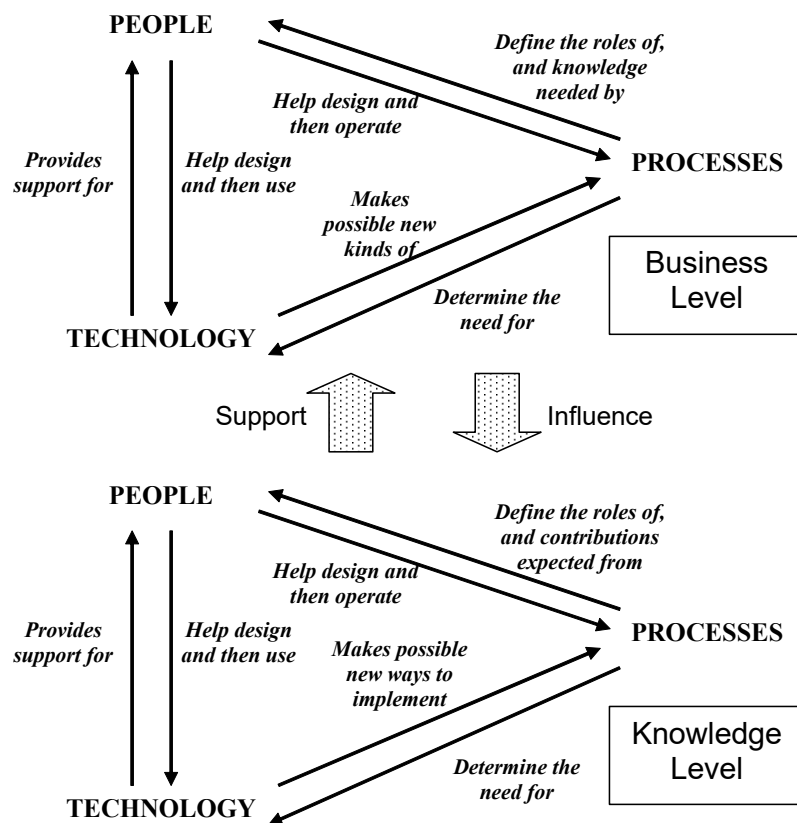 PEOPLE
Define the roles of,
and knowledge
needed by
Help design and
then operate
Provides
support for
Help design
and then use
PROCESSES
Makes
possible new
kinds of
Business
Level
Determine the
need for
TECHNOLOGY
Support
Influence
PEOPLE
Define the roles of,
and contributions
expected from
Help design and
then operate
Provides
support for
Help design
and then use
PROCESSES
Makes possible
new ways to
implement
Knowledge
Level
Determine the
need for
TECHNOLOGY